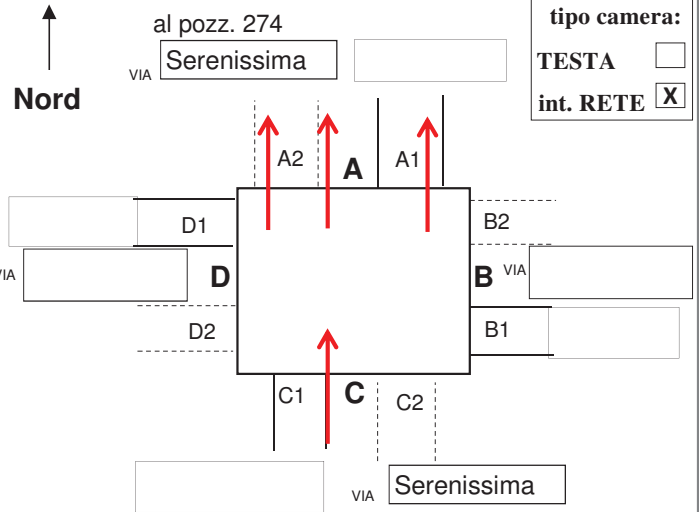 al pozz. 274
VIA Serenissima
Nord
tipo camera:
TESTA
int. RETE X
A2 A A1
D1 B2
VIA D B VIA
D2 B1
C1 C C2
VIA Serenissima